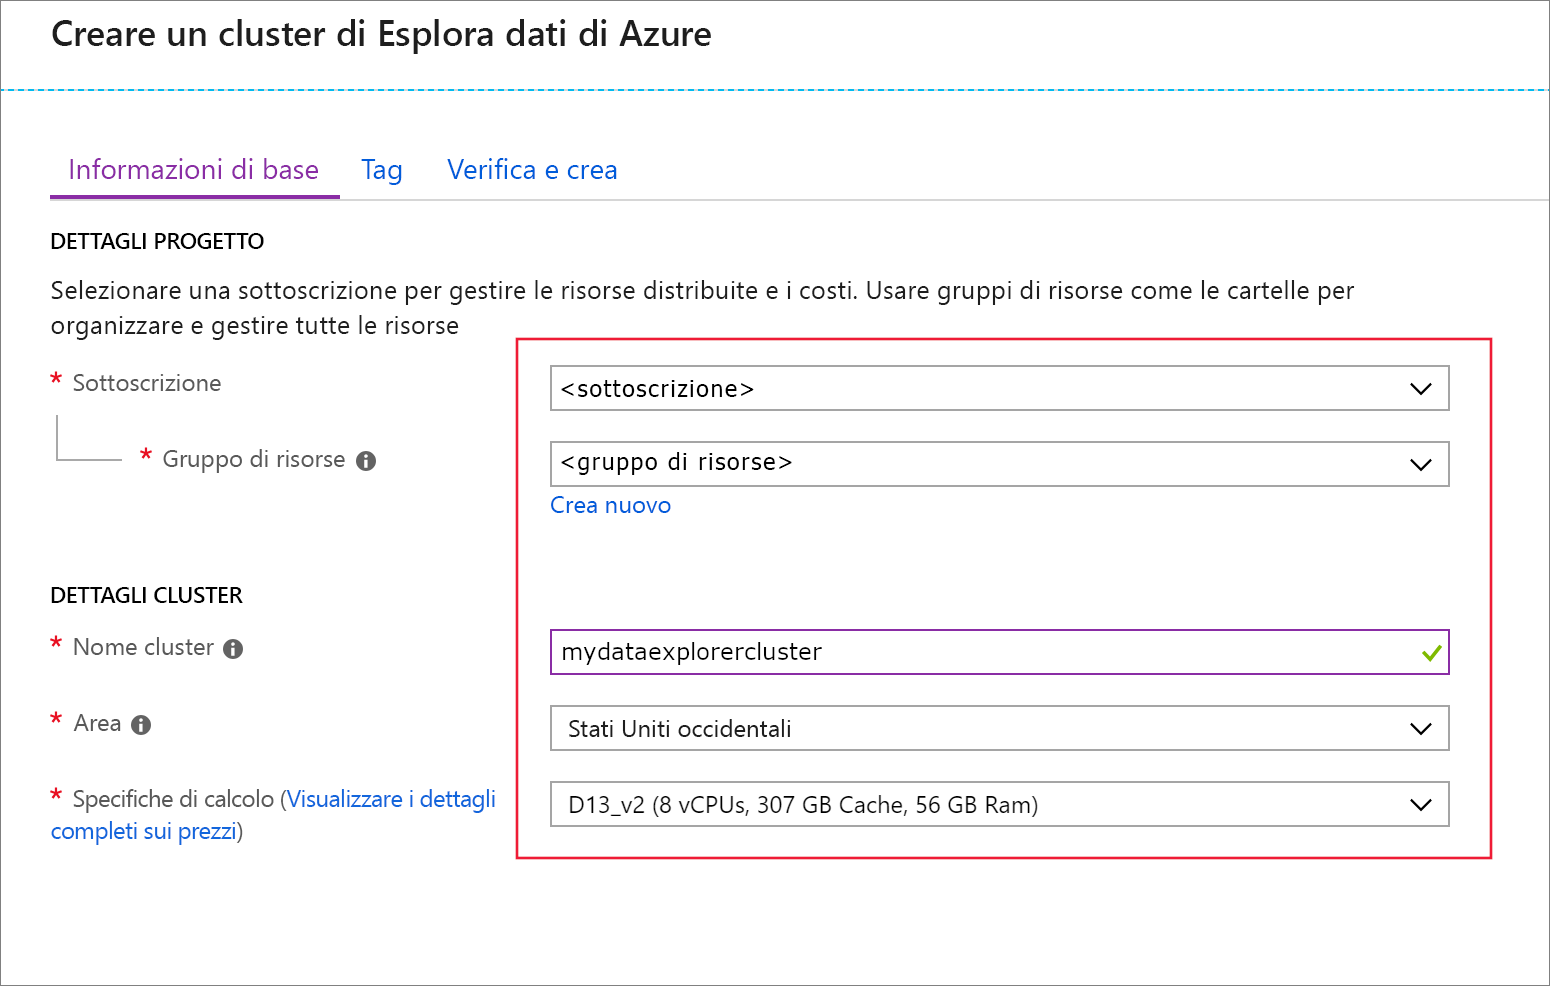 Creare un cluster di Esplora dati di Azure
Informazioni di base Tag Verifica e crea
DETTAGLI PROGETTO
Selezionare una sottoscrizione per gestire le risorse distribuite e i costi. Usare gruppi di risorse come le cartelle per
organizzare e gestire tutte le risorse
* Sottoscrizione <sottoscrizione>
* Gruppo di risorse <gruppo di risorse>
Crea nuovo
DETTAGLI CLUSTER
* Nome cluster mydataexplorercluster
* Area Stati Uniti occidentali
* Specifiche di calcolo (Visualizzare i dettagli D13_v2 (8 vCPUs, 307 GB Cache, 56 GB Ram)
completi sui prezzi)